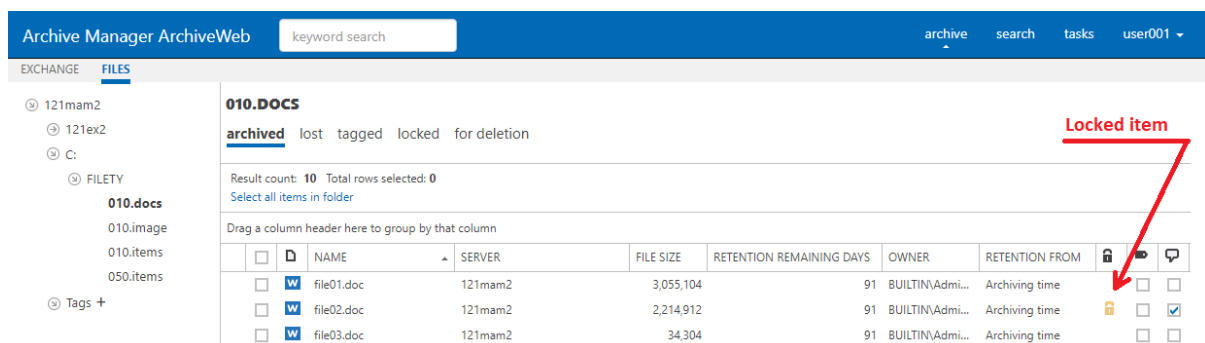 Archive Manager ArchiveWeb keyword search archive search tasks user001
EXCHANGE FILES
121mam2
121ex2
C:
FILETY
010.docs
010.image
010.items
050.items
Tags +
010.DOCS
archived lost tagged locked for deletion
Locked item
Result count: 10 Total rows selected: 0
Select all items in folder
Drag a column header here to group by that column
NAME SERVER FILE SIZE RETENTION REMAINING DAYS OWNER RETENTION FROM
W file01.doc 121mam2 3,055,104 91 BUILTIN\Admi... Archiving time
W file02.doc 121mam2 2,214,912 91 BUILTIN\Admi... Archiving time
W file03.doc 121mam2 34,304 91 BUILTIN\Admi... Archiving time